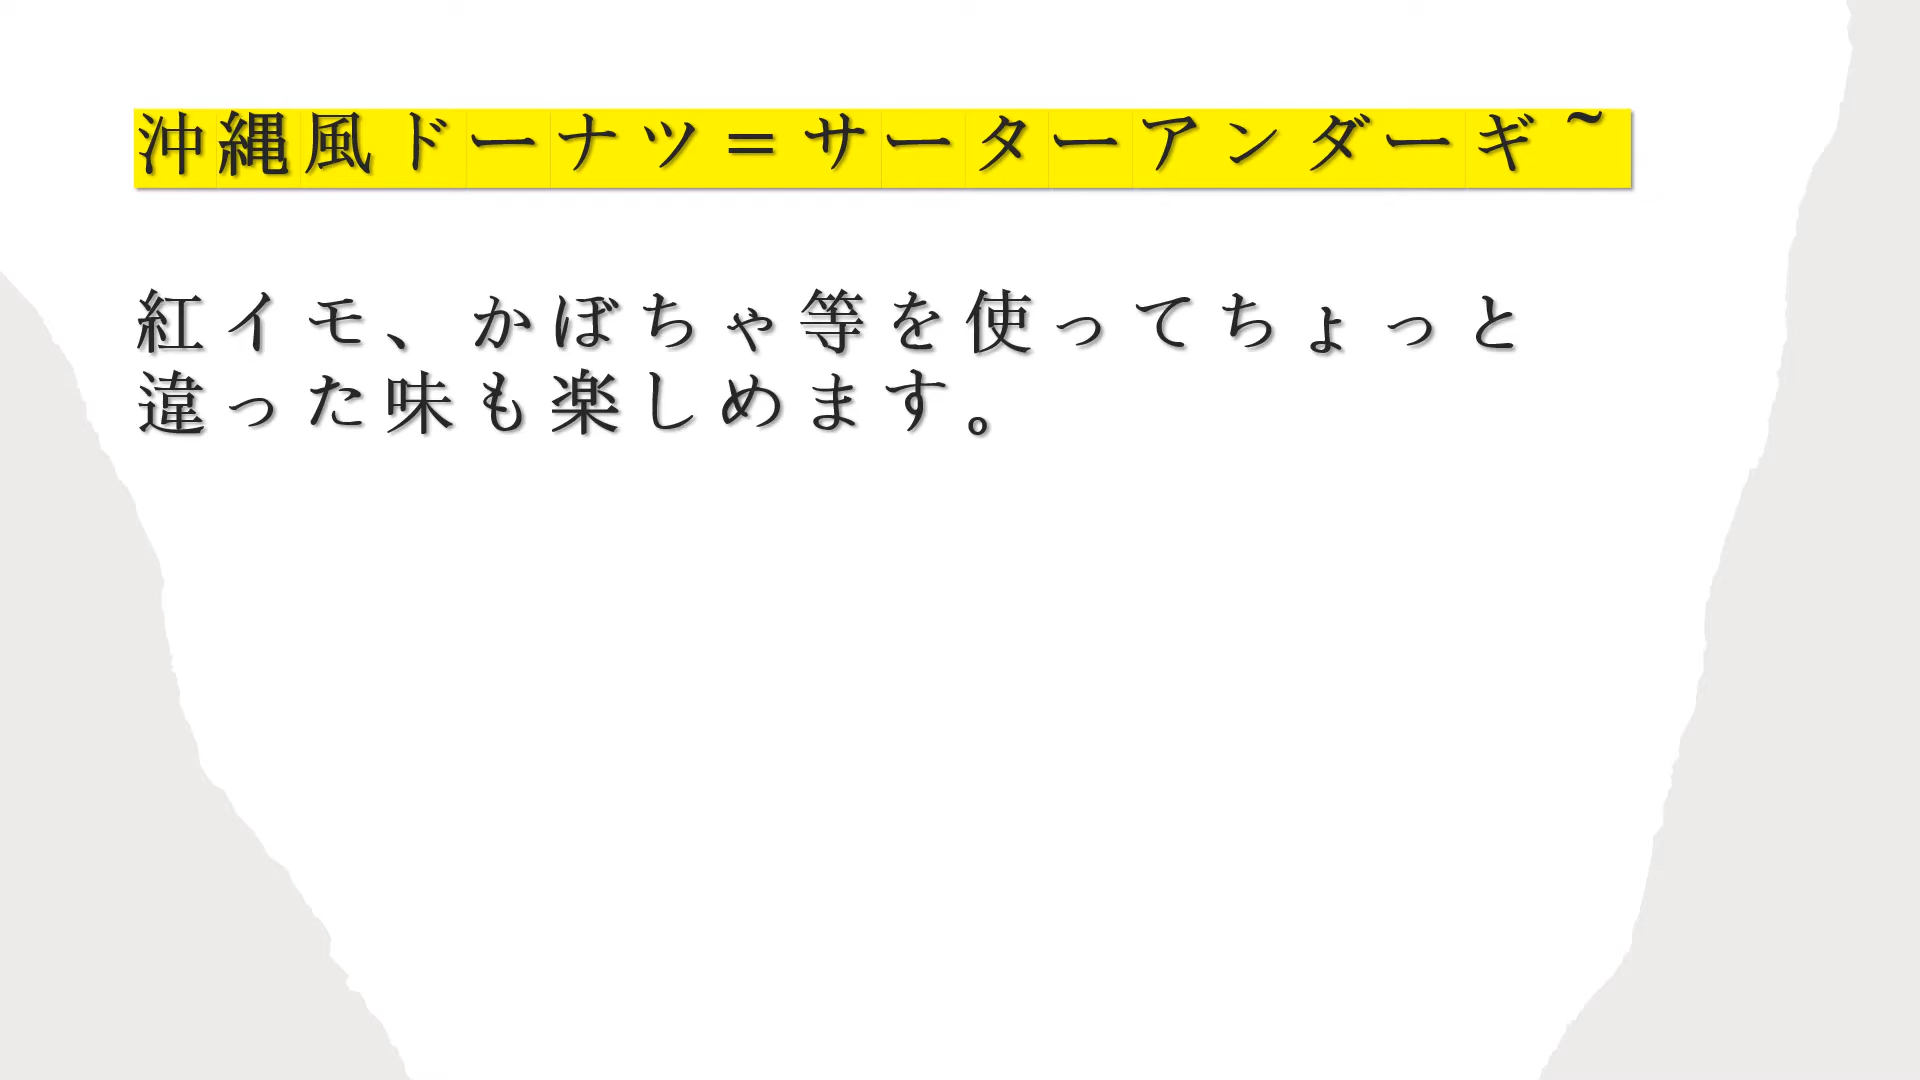 沖縄風ドーナツ=サーターアンダーギ~
紅イモ、かぼちゃ等を使ってちょっと
違った味も楽しめます。